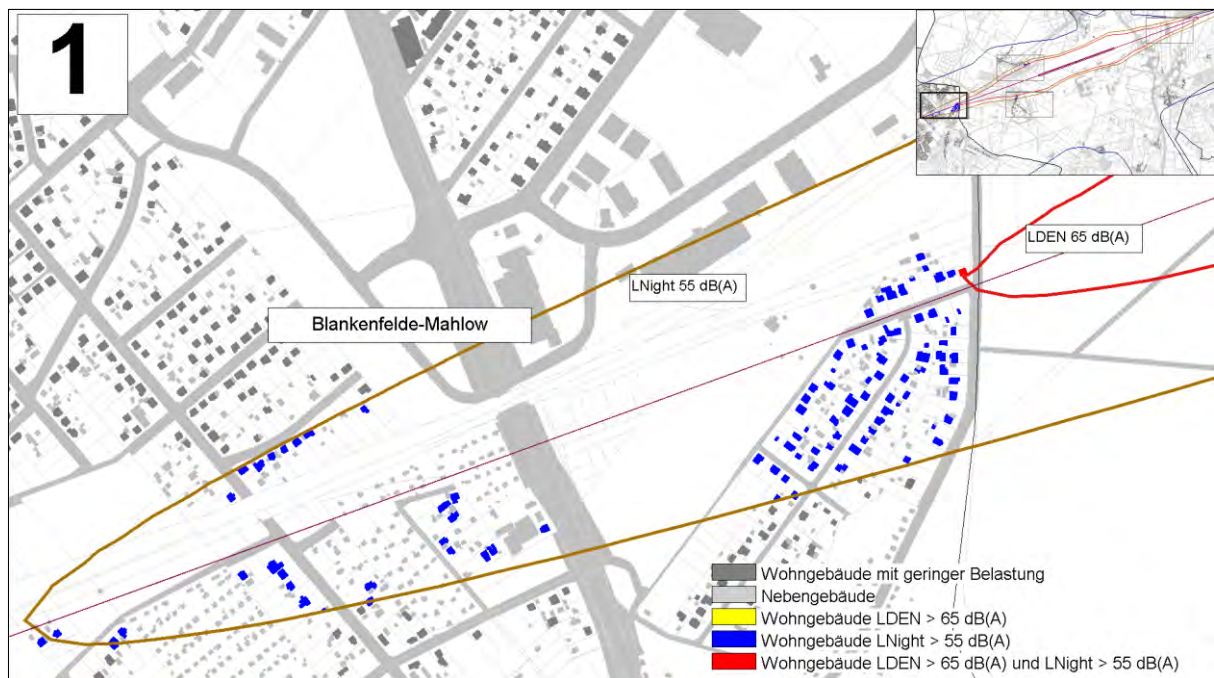 1
LDEN 65 dB(A)
LNight 55 dB(A)
Blankenfelde-Mahlow
Wohngebäude mit geringer Belastung
Nebengebäude
Wohngebäude LDEN > 65 dB(A)
Wohngebäude LNight > 55 dB(A)
Wohngebäude LDEN > 65 dB(A) und LNight > 55 dB(A)